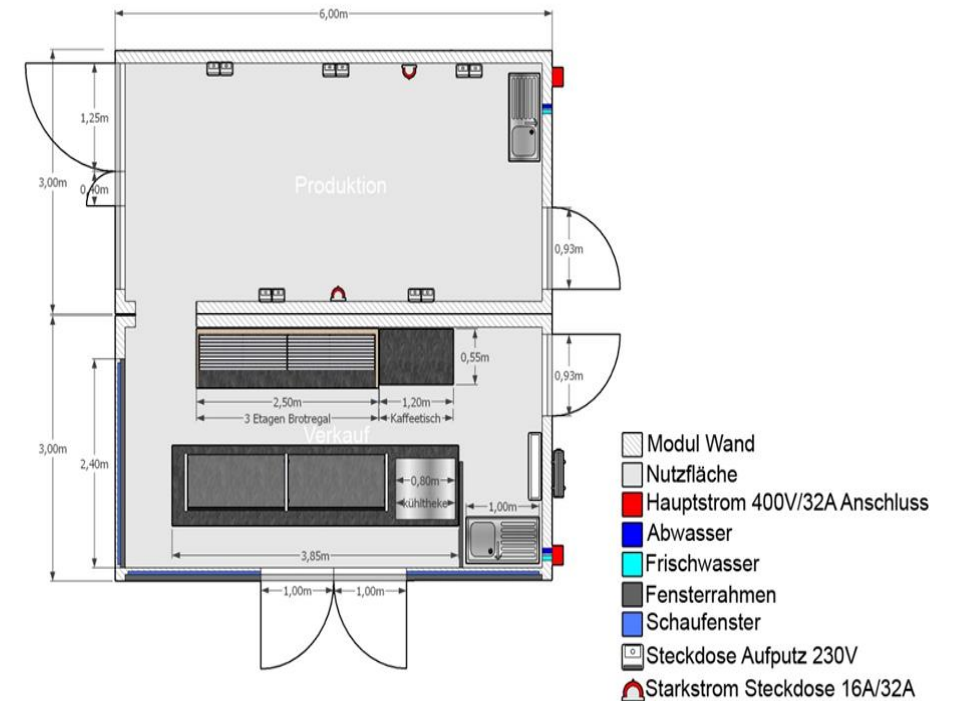 6,00m
1,25m
3,00m
0,40m
Produktion
0,93m
0,55m
0,93m
2,50m
1,20m
3 Etagen Brotregal
Kaffeetisch
Verkauf
3,00m
2,40m
0,80m
kühltheke
1,00m
3,85m
1,00m
1,00m
Modul Wand
Nutzfläche
Hauptstrom 400V/32A Anschluss
Abwasser
Frischwasser
Fensterrahmen
Schaufenster
Steckdose Aufputz 230V
Starkstrom Steckdose 16A/32A